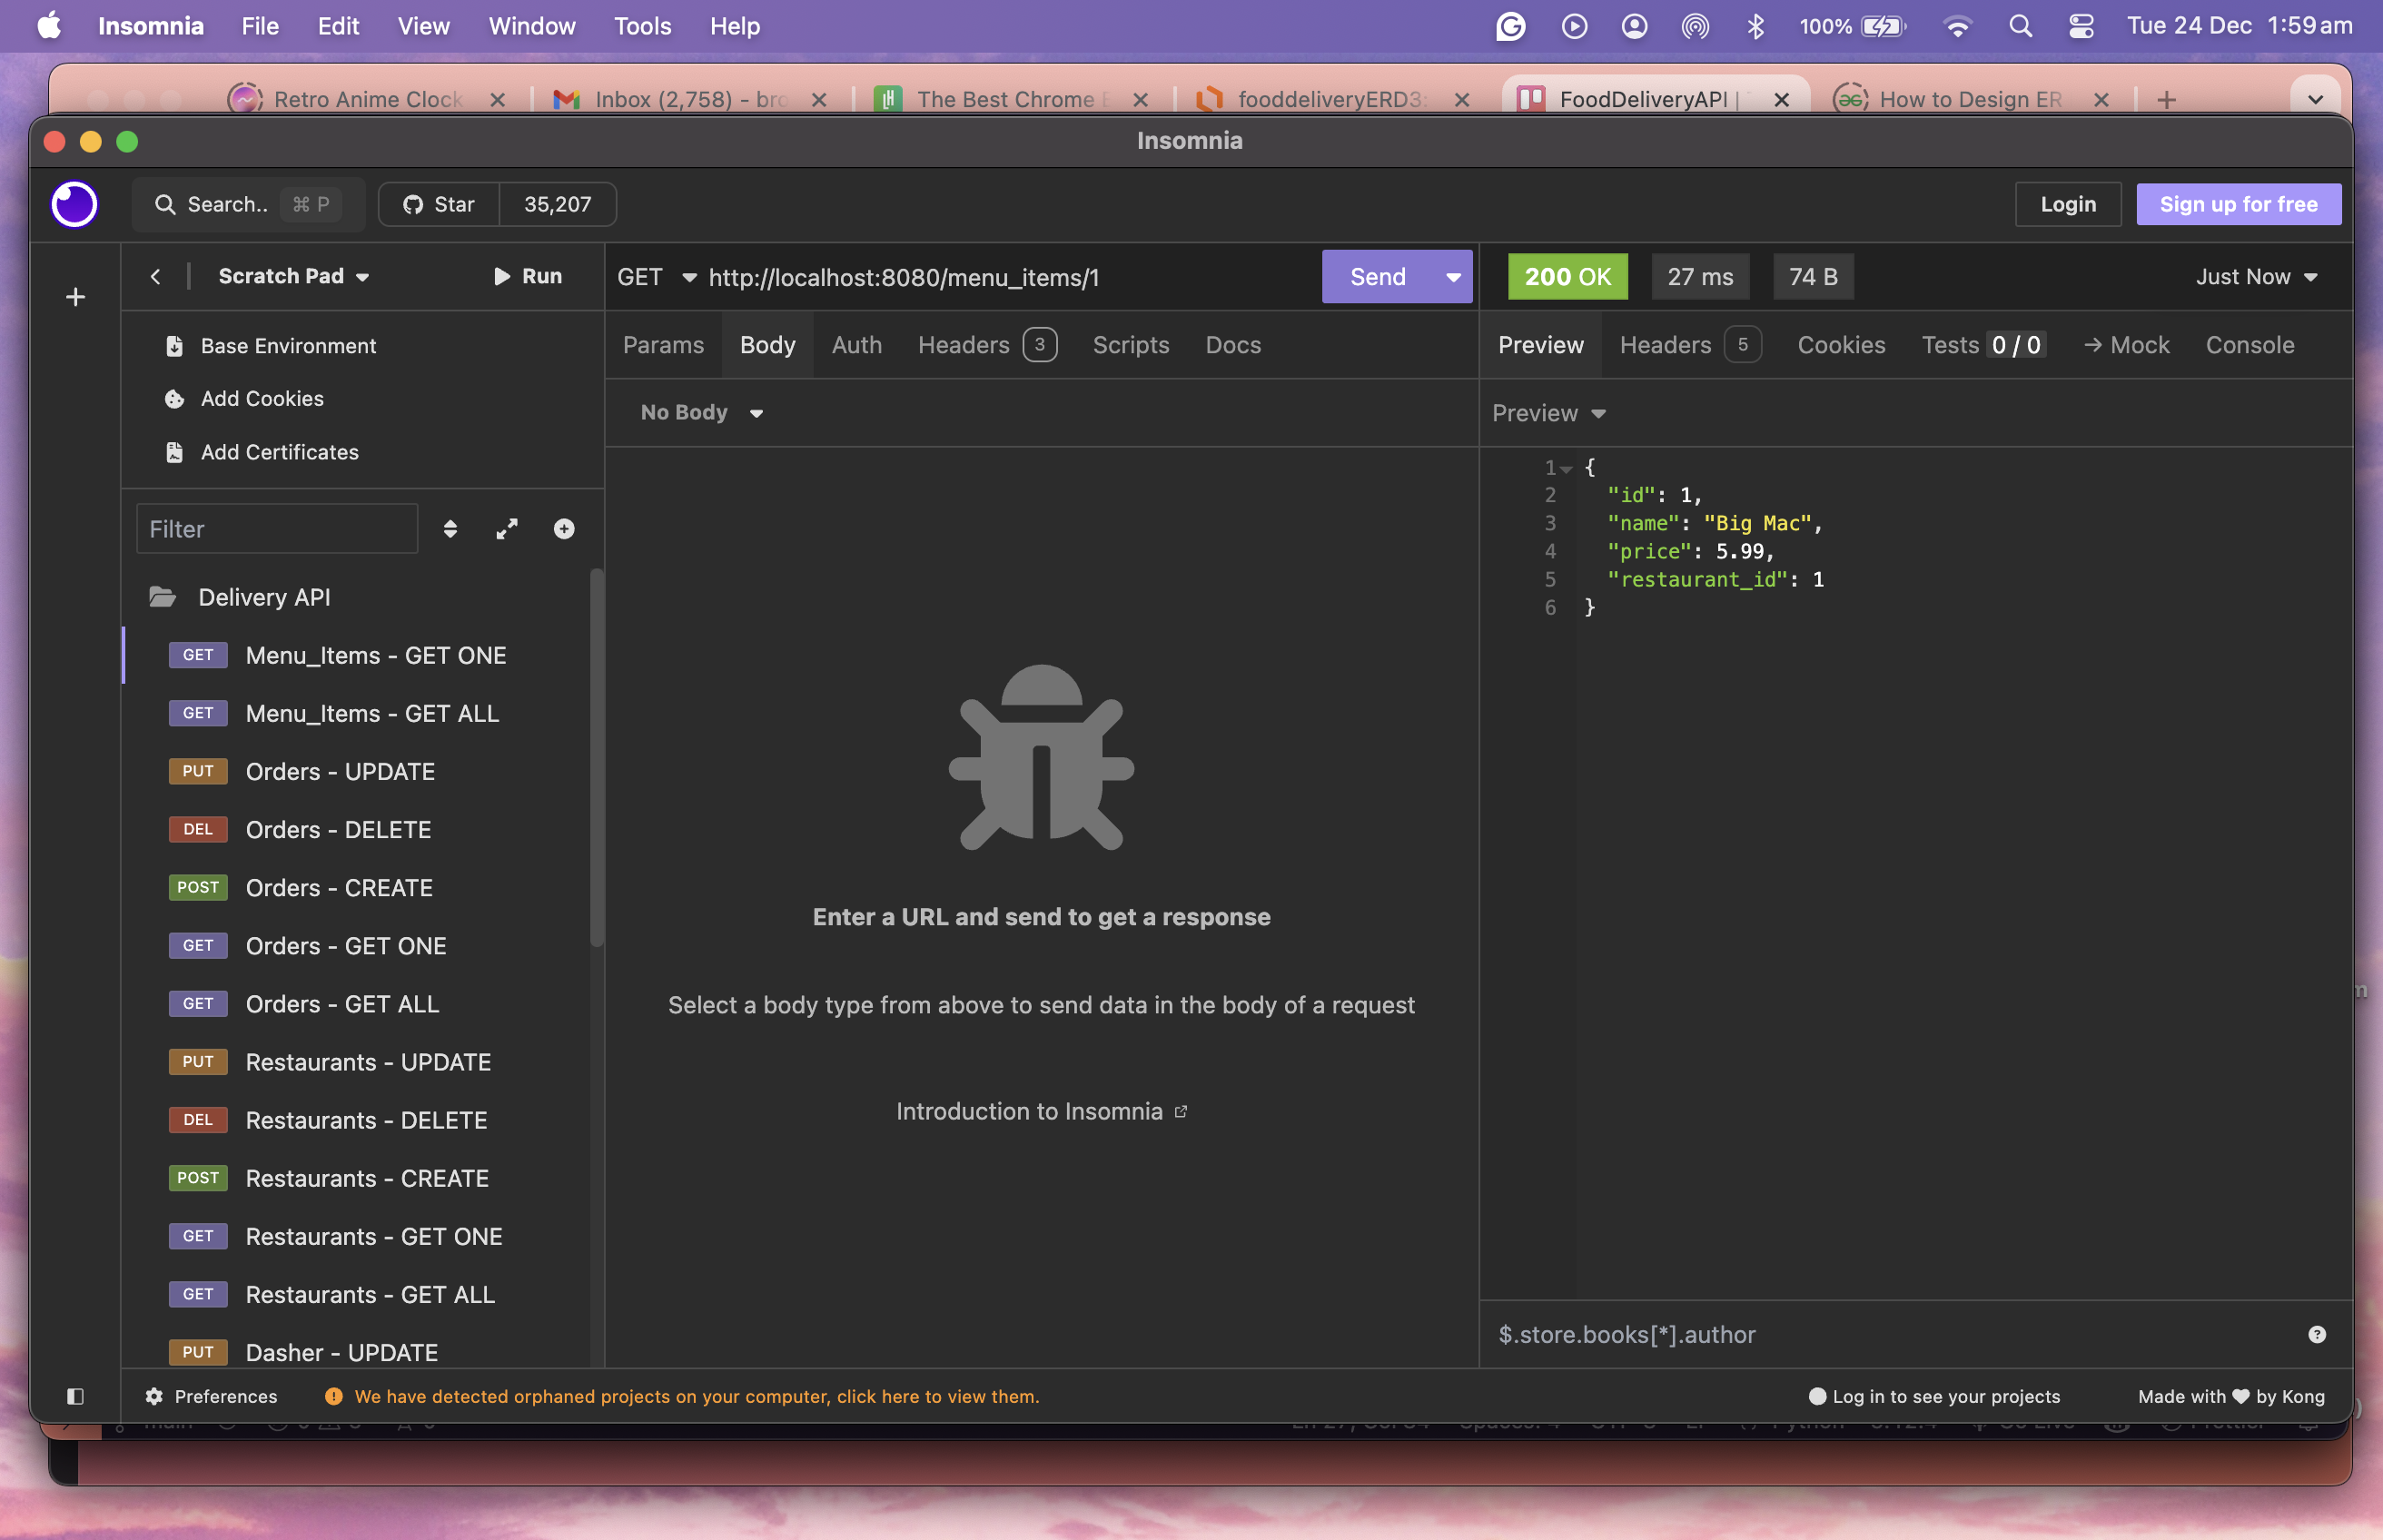 Insomnia File Edit View Window Tools Help 100% Tue 24 Dec 1:59am
Retro Anime Clock Inbox (2,758) - bro The Best Chrome E fooddeliveryERD3: FoodDeliveryAPI | How to Design ER
Insomnia
Search.. ⌘ P Star 35,207 Login Sign up for free
Scratch Pad Run
Base Environment
Add Cookies
Add Certificates
Filter
Delivery API
GET Menu_Items - GET ONE
GET Menu_Items - GET ALL
PUT Orders - UPDATE
DEL Orders - DELETE
POST Orders - CREATE
GET Orders - GET ONE
GET Orders - GET ALL
PUT Restaurants - UPDATE
DEL Restaurants - DELETE
POST Restaurants - CREATE
GET Restaurants - GET ONE
GET Restaurants - GET ALL
PUT Dasher - UPDATE
GET http://localhost:8080/menu_items/1 Send
Params Body Auth Headers 3 Scripts Docs
No Body
Enter a URL and send to get a response
Select a body type from above to send data in the body of a request
Introduction to Insomnia
200 OK 27 ms 74 B Just Now
Preview Headers 5 Cookies Tests 0 / 0 → Mock Console
Preview
1 {
2 "id": 1,
3 "name": "Big Mac",
4 "price": 5.99,
5 "restaurant_id": 1
6 }
$.store.books[*].author
Preferences We have detected orphaned projects on your computer, click here to view them. Log in to see your projects Made with ♥ by Kong